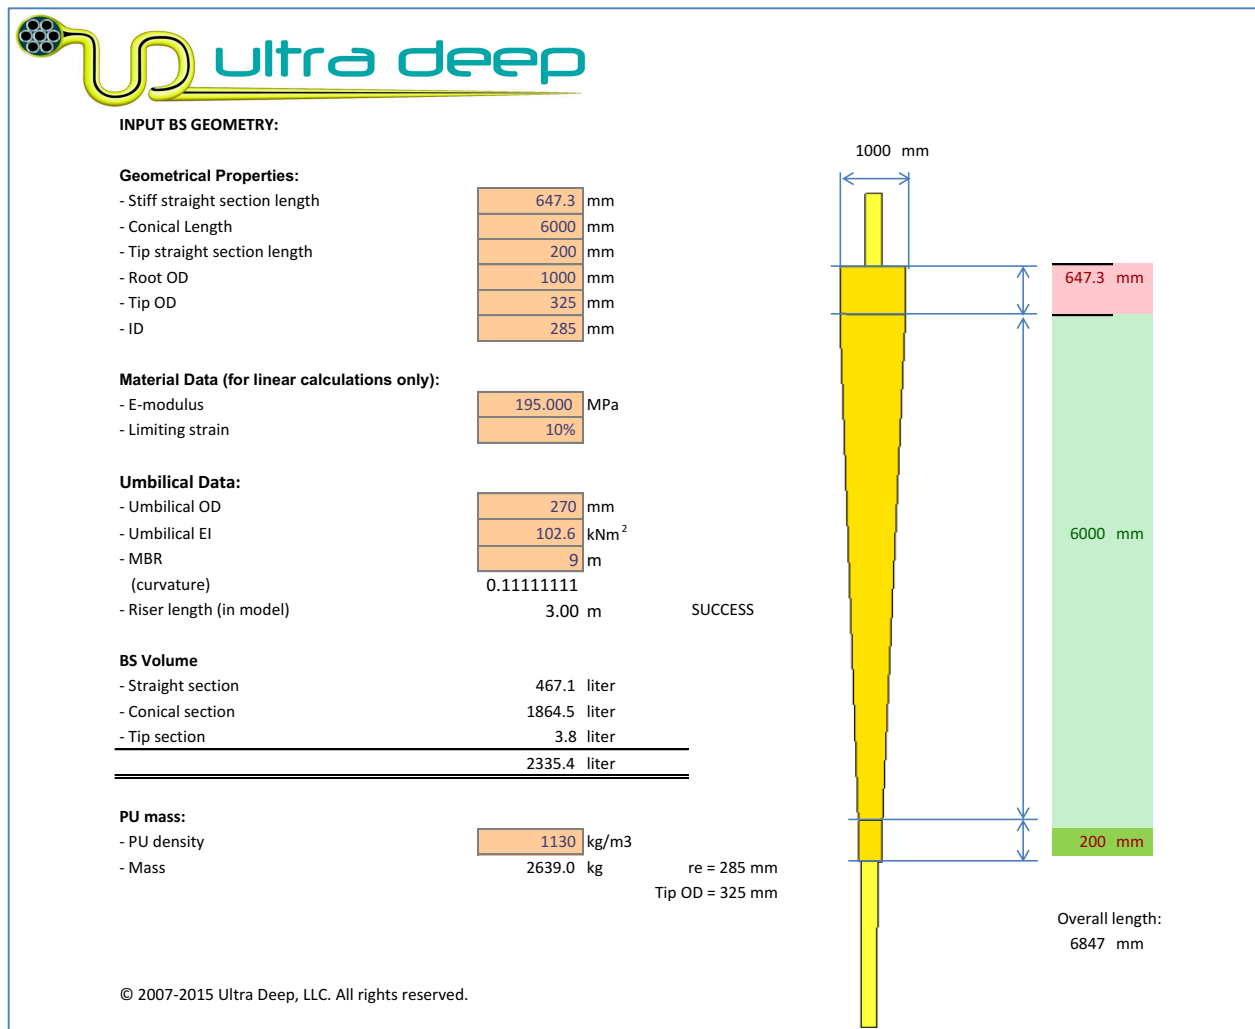 ultra deep
INPUT BS GEOMETRY:
1000 mm
Geometrical Properties:
- Stiff straight section length 647.3 mm
- Conical Length 6000 mm
- Tip straight section length 200 mm
- Root OD 1000 mm
- Tip OD 325 mm
- ID 285 mm
647.3 mm
Material Data (for linear calculations only):
- E-modulus 195.000 MPa
- Limiting strain 10%
Umbilical Data:
- Umbilical OD 270 mm
- Umbilical EI 102.6 kNm²
- MBR 9 m
(curvature) 0.11111111
- Riser length (in model) 3.00 m SUCCESS
6000 mm
BS Volume
- Straight section 467.1 liter
- Conical section 1864.5 liter
- Tip section 3.8 liter
2335.4 liter
PU mass:
- PU density 1130 kg/m3
- Mass 2639.0 kg re = 285 mm
Tip OD = 325 mm
200 mm
Overall length:
6847 mm
© 2007-2015 Ultra Deep, LLC. All rights reserved.